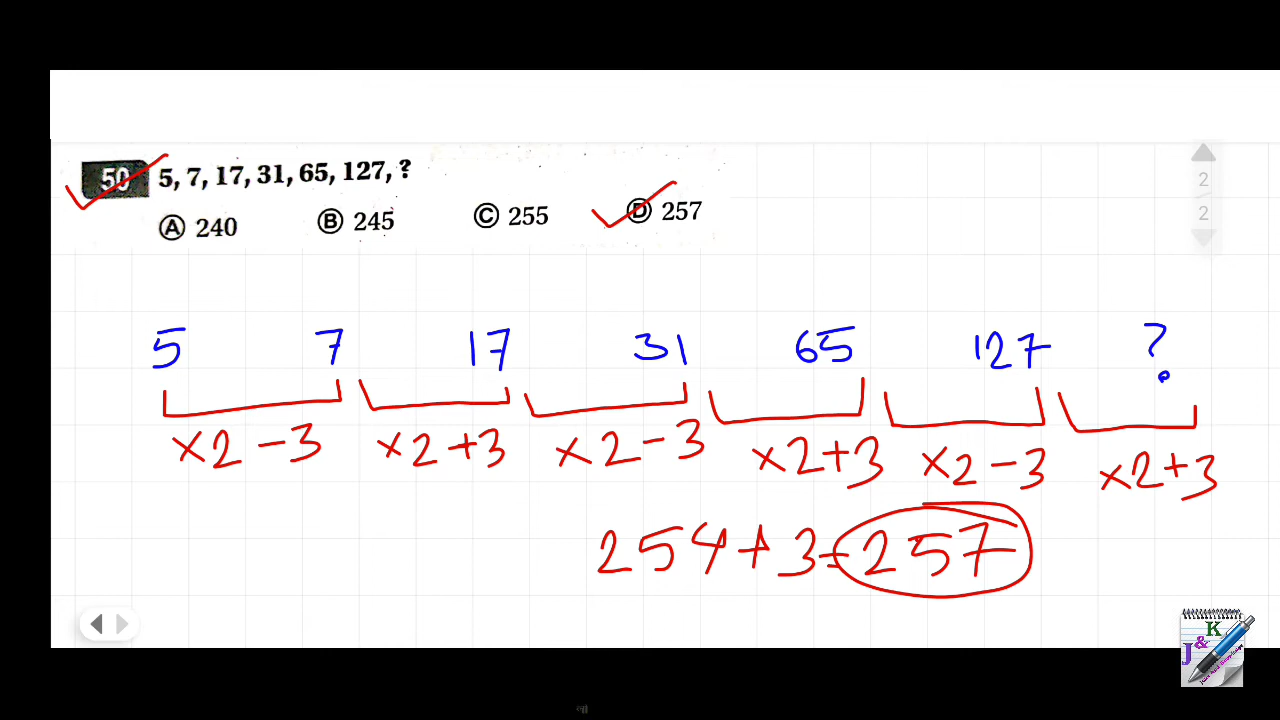 50 5, 7, 17, 31, 65, 127, ?
Ⓐ 240 Ⓑ 245 Ⓒ 255 Ⓓ 257
2
2
5 7 17 31 65 127 ?
×2-3 ×2+3 ×2-3 ×2+3 ×2-3 ×2+3
254+3=257
J&K